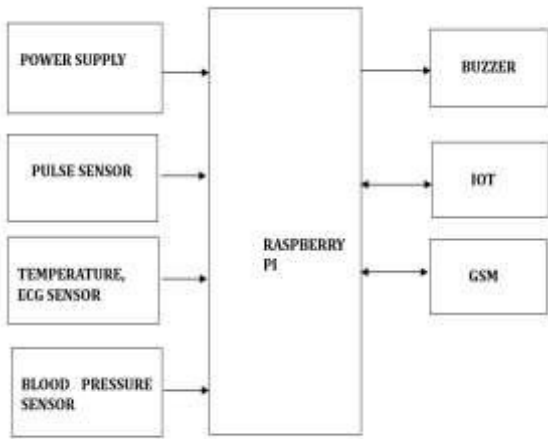 POWER SUPPLY
PULSE SENSOR
TEMPERATURE,
ECG SENSOR
BLOOD PRESSURE
SENSOR
RASPBERRY
PI
BUZZER
IOT
GSM